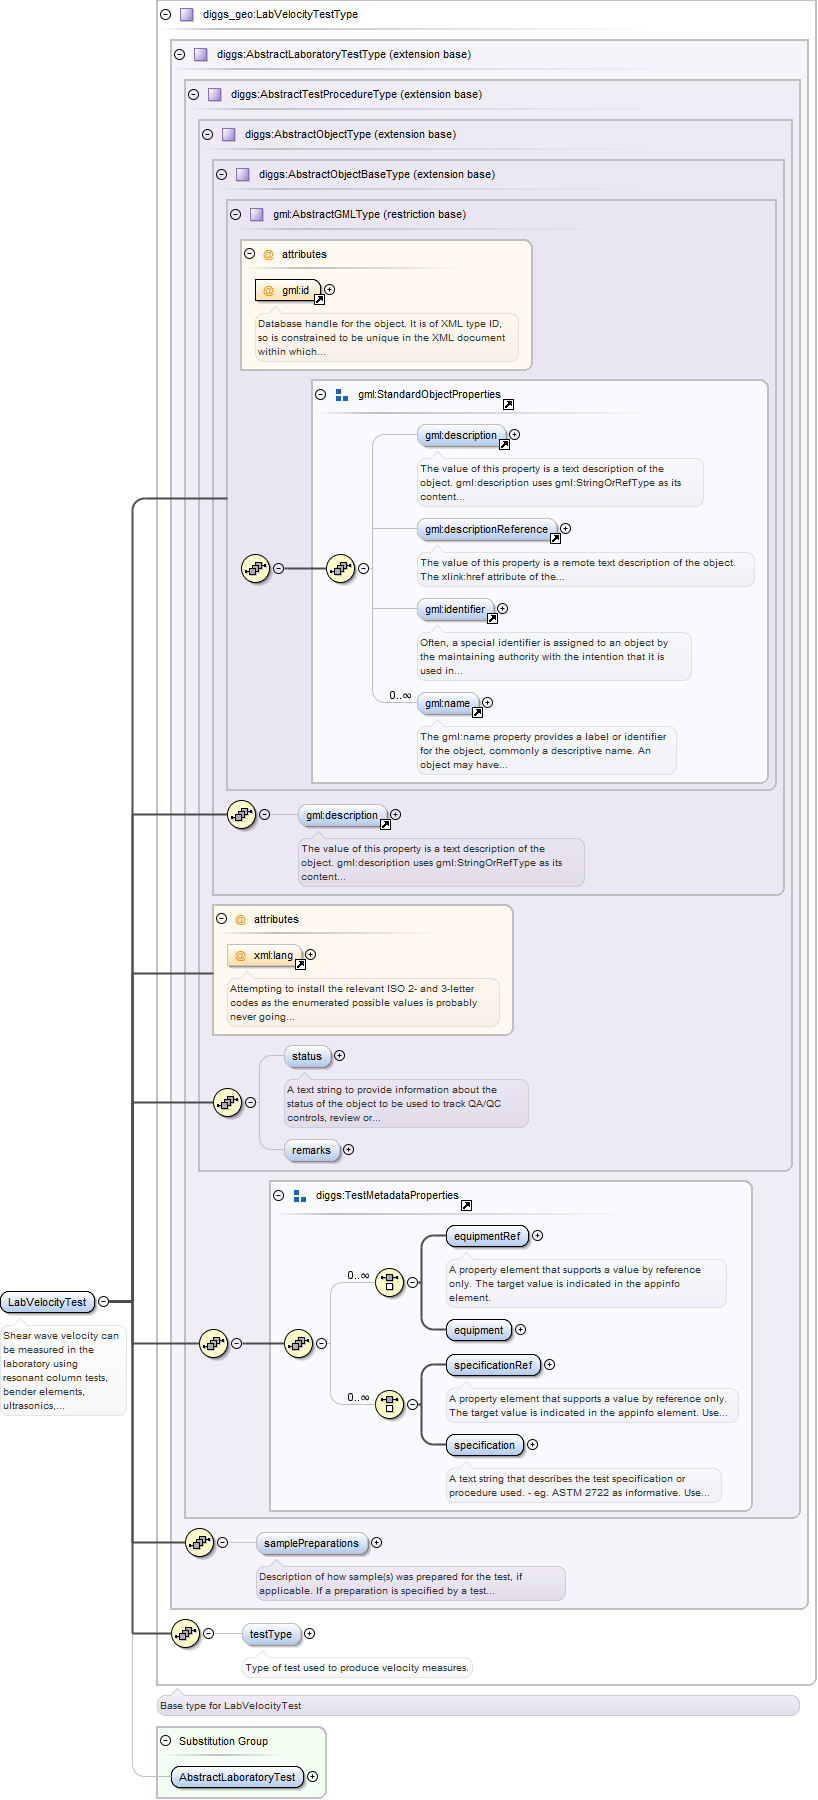 diggs_geo:LabVelocityTestType
diggs:AbstractLaboratoryTestType (extension base)
diggs:AbstractTestProcedureType (extension base)
diggs:AbstractObjectType (extension base)
diggs:AbstractObjectBaseType (extension base)
gml:AbstractGMLType (restriction base)
@ attributes
@ gml:id
Database handle for the object. It is of XML type ID,
so is constrained to be unique in the XML document
within which...
gml:StandardObjectProperties
gml:description
The value of this property is a text description of the
object. gml:description uses gml:StringOrRefType as its
content...
gml:descriptionReference
The value of this property is a remote text description of the object.
The xlink:href attribute of the...
gml:identifier
Often, a special identifier is assigned to an object by
the maintaining authority with the intention that it is
used in...
0..∞
gml:name
The gml:name property provides a label or identifier
for the object, commonly a descriptive name. An
object may have...
gml:description
The value of this property is a text description of the
object. gml:description uses gml:StringOrRefType as its
content...
@ attributes
@ xml:lang
Attempting to install the relevant ISO 2- and 3-letter
codes as the enumerated possible values is probably
never going...
status
A text string to provide information about the
status of the object to be used to track QA/QC
controls, review or...
remarks
diggs:TestMetadataProperties
0..∞
equipmentRef
A property element that supports a value by reference
only. The target value is indicated in the appinfo
element.
equipment
0..∞
specificationRef
A property element that supports a value by reference only.
The target value is indicated in the appinfo element. Use...
specification
A text string that describes the test specification or
procedure used. - eg. ASTM 2722 as informative. Use...
LabVelocityTest
Shear wave velocity can
be measured in the
laboratory using
resonant column tests,
bender elements,
ultrasonics,...
samplePreparations
Description of how sample(s) was prepared for the test, if
applicable. If a preparation is specified by a test...
testType
Type of test used to produce velocity measures.
Base type for LabVelocityTest
Substitution Group
AbstractLaboratoryTest